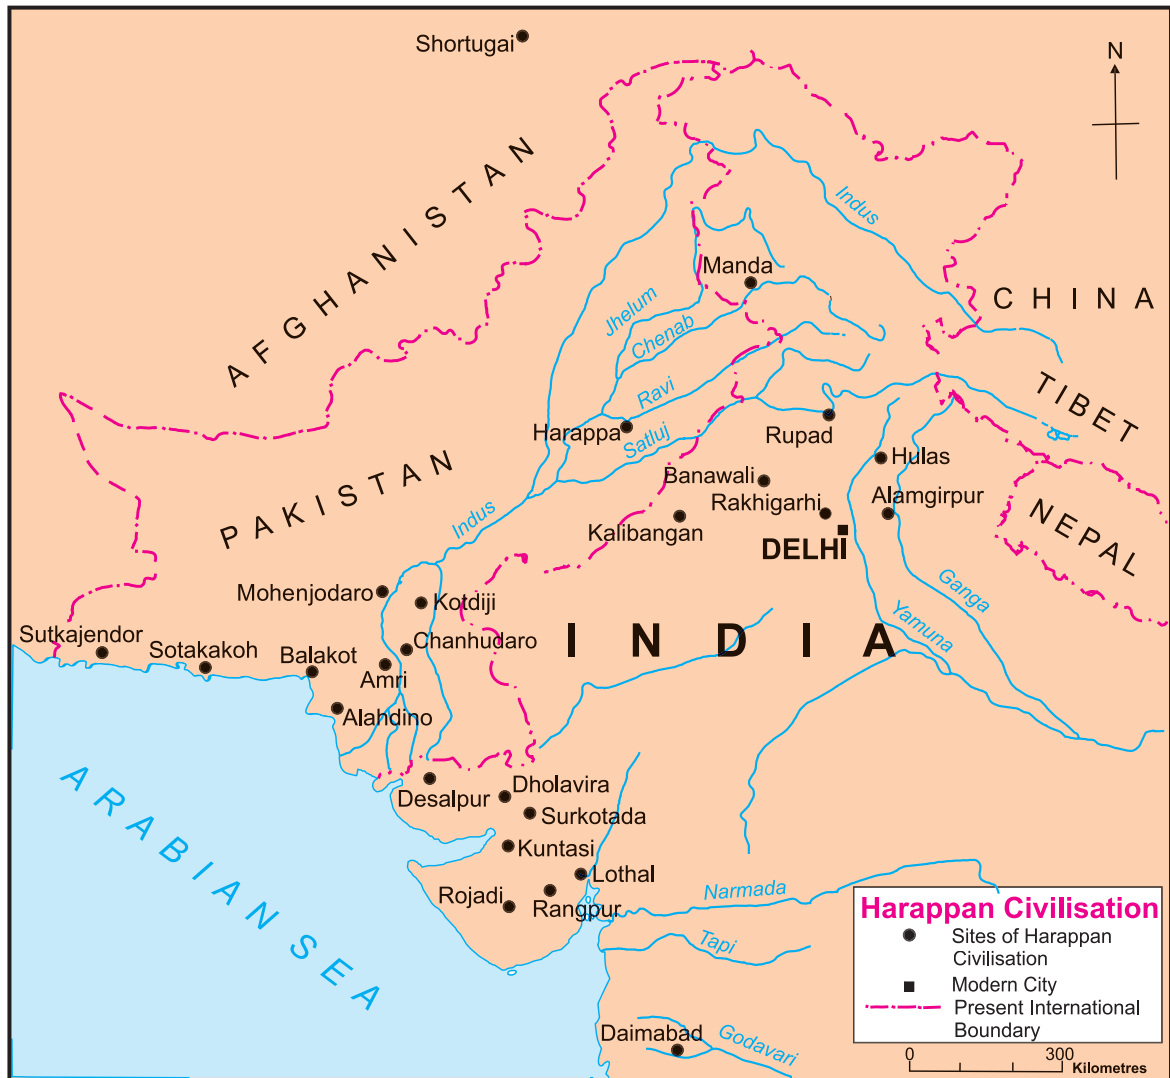 Shortugai
N
AFGHANISTAN
Indus
Manda
CHINA
Jhelum
Chenab
Ravi
TIBET
Harappa
Satluj
Rupad
Hulas
Banawali
Rakhigarhi
Alamgirpur
PAKISTAN
Indus
Kalibangan
NEPAL
DELHI
Mohenjodaro
Kotdiji
Ganga
Sutkajendor
Sotakakoh
Balakot
Chanhudaro
INDIA
Yamuna
Amri
Alahdino
ARABIAN SEA
Desalpur
Dholavira
Surkotada
Kuntasi
Lothal
Rojadi
Rangpur
Narmada
Tapi
Daimabad
Godavari
Harappan Civilisation
Sites of Harappan
Civilisation
Modern City
Present International
Boundary
0 300
Kilometres